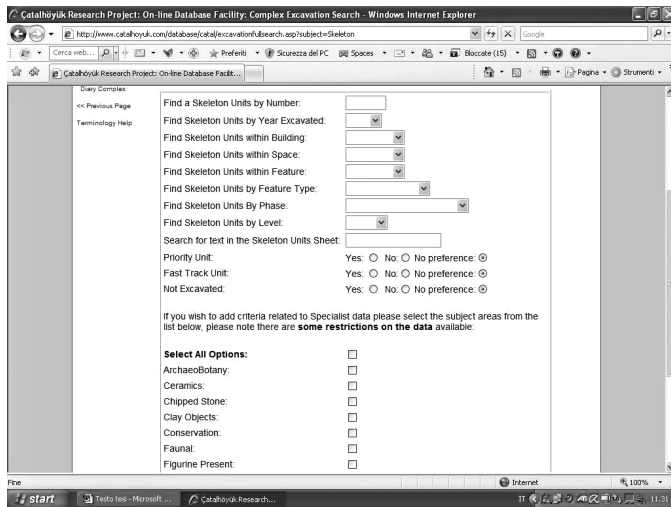 Çatalhöyük Research Project: On-line Database Facility: Complex Excavation Search - Windows Internet Explorer
http://www.catalhoyuk.com/database/catal/excavationfullsearch.asp?subject=Skeleton Google
Cerca web... Preferiti Sicurezza del PC Spaces Bloccate (15)
Çatalhöyük Research Project: On-line Database Facilit... Pagina Strumenti
Diary Complex
<< Previous Page
Terminology Help
Find a Skeleton Units by Number:
Find Skeleton Units by Year Excavated:
Find Skeleton Units within Building:
Find Skeleton Units within Space:
Find Skeleton Units within Feature:
Find Skeleton Units by Feature Type:
Find Skeleton Units By Phase:
Find Skeleton Units by Level:
Search for text in the Skeleton Units Sheet:
Priority Unit: Yes: No: No preference:
Fast Track Unit: Yes: No: No preference:
Not Excavated: Yes: No: No preference:
If you wish to add criteria related to Specialist data please select the subject areas from the
list below, please note there are some restrictions on the data available:
Select All Options:
ArchaeoBotany:
Ceramics:
Chipped Stone:
Clay Objects:
Conservation:
Faunal:
Figurine Present:
Fine Internet 100%
start Testo tesi - Microsoft ... Çatalhöyük Research... IT 11.31